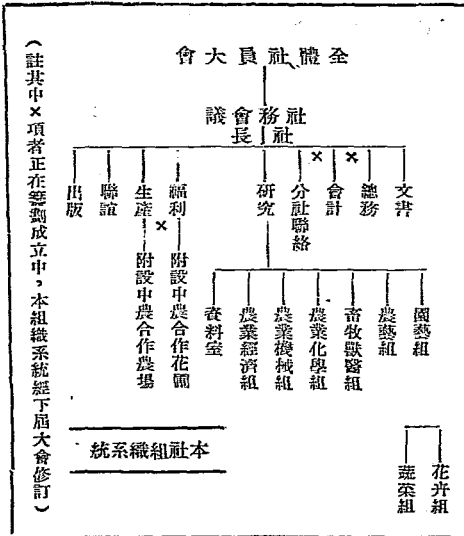 全體社員大會
社務會議
社長
文書
總務
×
會計
×
分社聯絡
研究
福利
×
生產
聯誼
出版
附設中農合作花圃
附設中農合作農場
園藝組
農藝組
畜牧獸醫組
農業化學組
農業機械組
農業經濟組
資料室
花卉組
蔬菜組
本社組織系統
(註其中×項者正在籌劃成立中,本組織系統經下屆大會修訂)